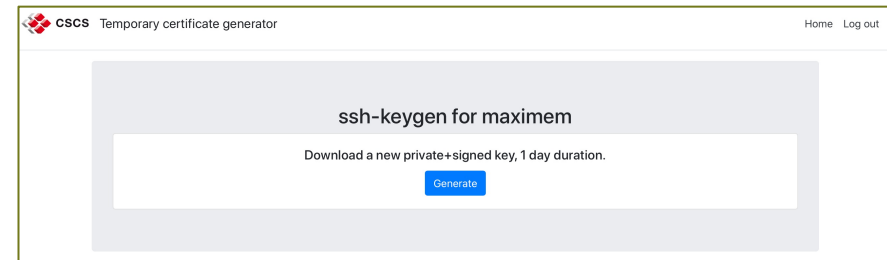 CSCS Temporary certificate generator Home Log out
ssh-keygen for maximem
Download a new private+signed key, 1 day duration.
Generate